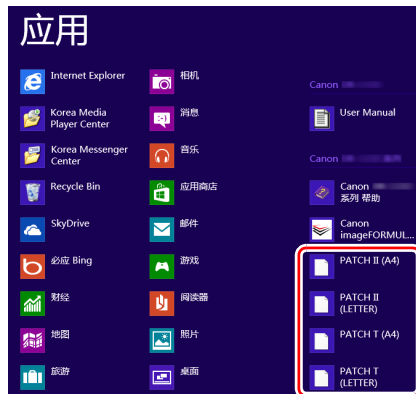 应用
Internet Explorer
Korea Media
Player Center
Korea Messenger
Center
Recycle Bin
SkyDrive
必应 Bing
财经
地图
旅游
相机
消息
音乐
应用商店
邮件
游戏
阅读器
照片
桌面
Canon
User Manual
Canon
Canon
系列 帮助
Canon
imageFORMUL...
PATCH II (A4)
PATCH II
(LETTER)
PATCH T (A4)
PATCH T
(LETTER)